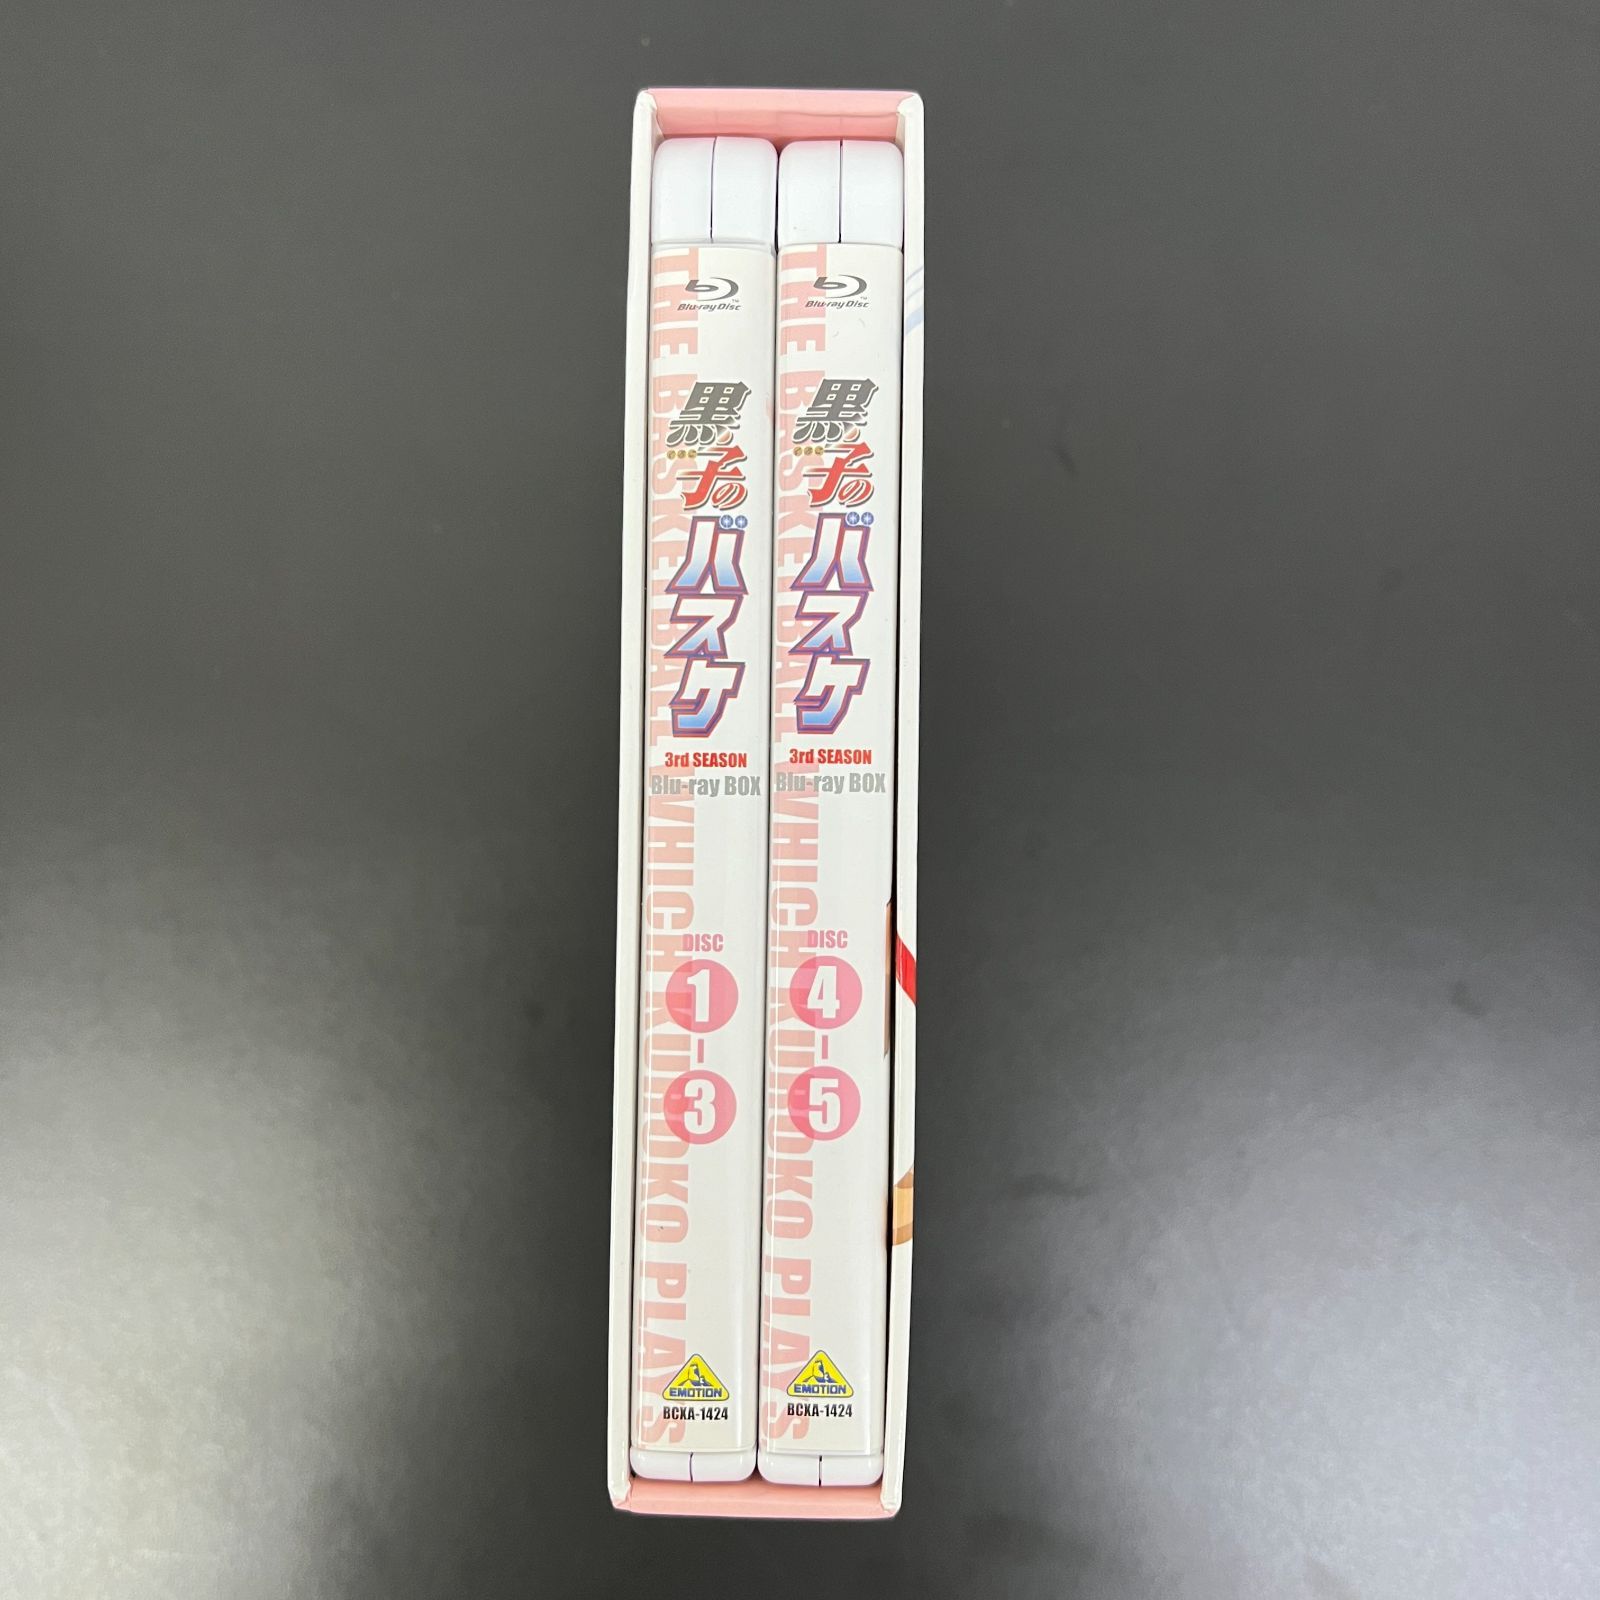 THE BASKETBALL WHICH KUROKO PLAYS
Blu-ray Disc™
黒子の
バスケ
3rd SEASON
Blu-ray BOX
DISC
1
3
EMOTION
BCXA-1424
THE BASKETBALL WHICH KUROKO PLAYS
Blu-ray Disc™
黒子の
バスケ
3rd SEASON
Blu-ray BOX
DISC
4
5
EMOTION
BCXA-1424